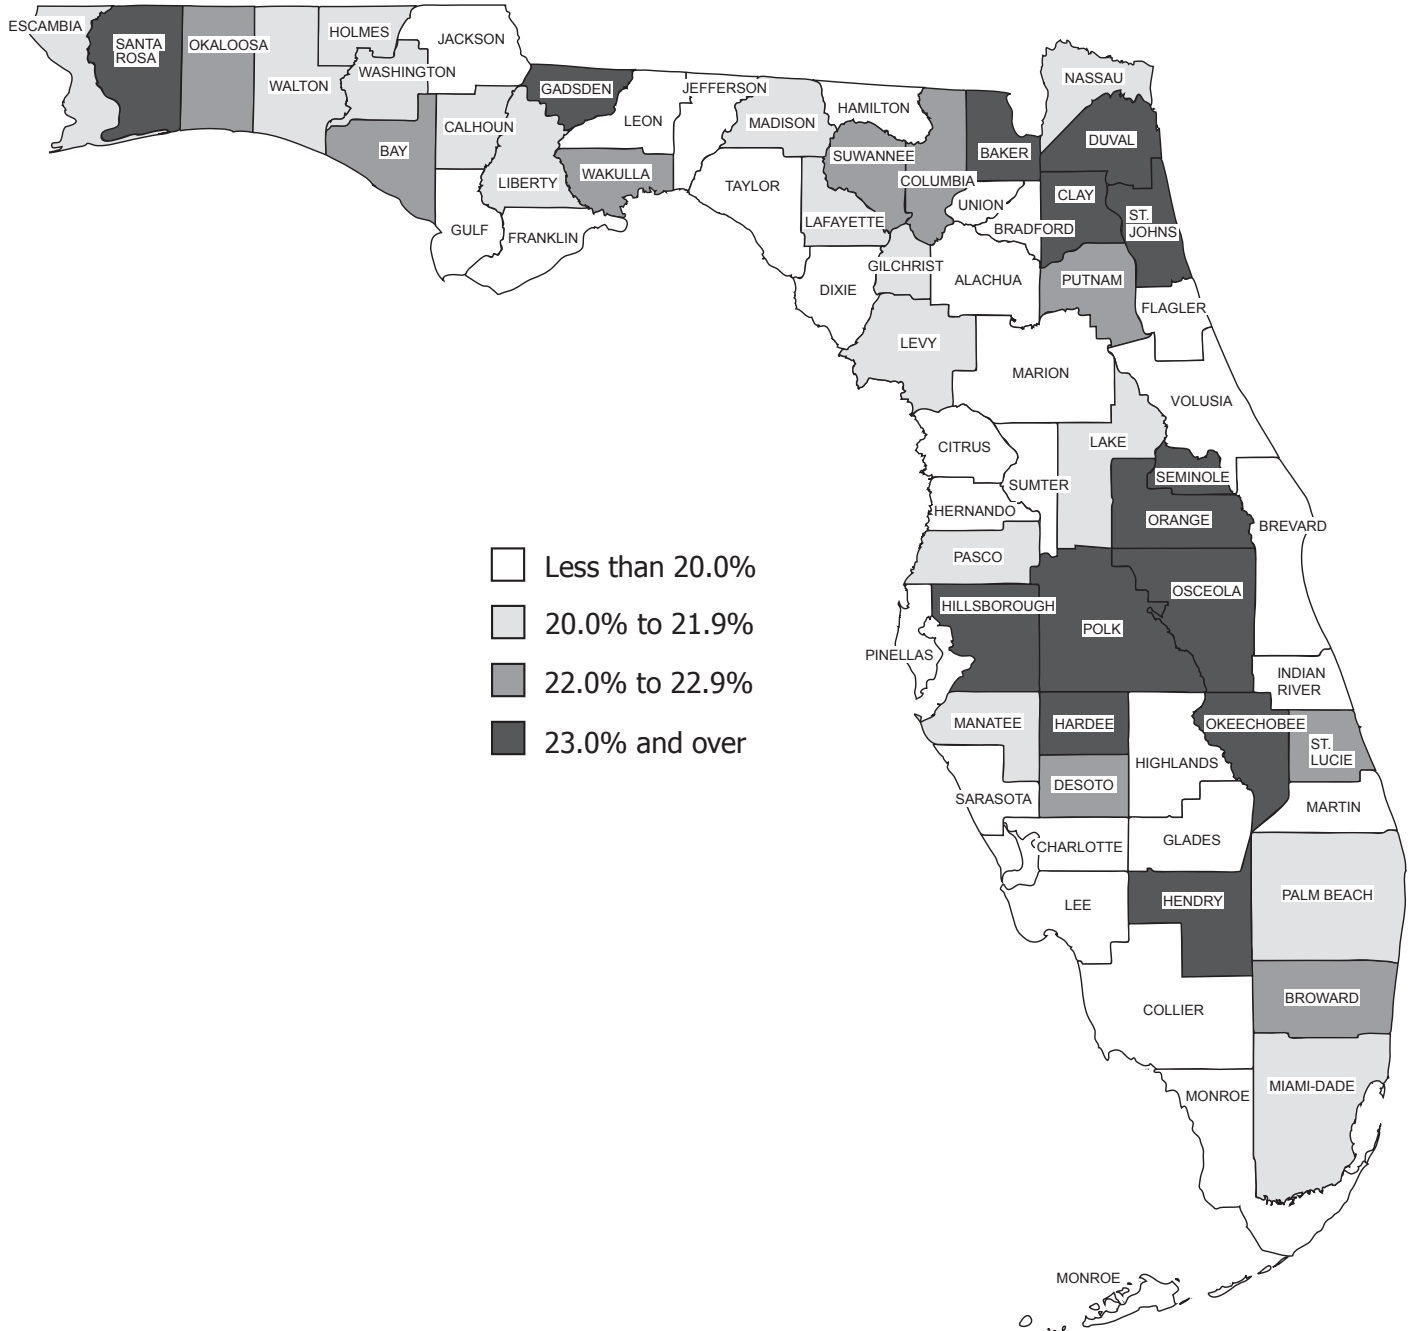 ESCAMBIA
SANTA
ROSA
OKALOOSA
WALTON
HOLMES
WASHINGTON
JACKSON
BAY
CALHOUN
GULF
LIBERTY
FRANKLIN
GADSDEN
LEON
WAKULLA
JEFFERSON
MADISON
TAYLOR
HAMILTON
SUWANNEE
LAFAYETTE
DIXIE
COLUMBIA
GILCHRIST
LEVY
BAKER
UNION
BRADFORD
ALACHUA
NASSAU
DUVAL
CLAY
ST.
JOHNS
PUTNAM
FLAGLER
MARION
VOLUSIA
CITRUS
SUMTER
LAKE
SEMINOLE
HERNANDO
ORANGE
BREVARD
PASCO
OSCEOLA
HILLSBOROUGH
POLK
PINELLAS
INDIAN
RIVER
MANATEE
HARDEE
OKEECHOBEE
ST.
LUCIE
HIGHLANDS
DESOTO
SARASOTA
MARTIN
CHARLOTTE
GLADES
LEE
HENDRY
PALM BEACH
COLLIER
BROWARD
MONROE
MIAMI-DADE
MONROE
Less than 20.0%
20.0% to 21.9%
22.0% to 22.9%
23.0% and over